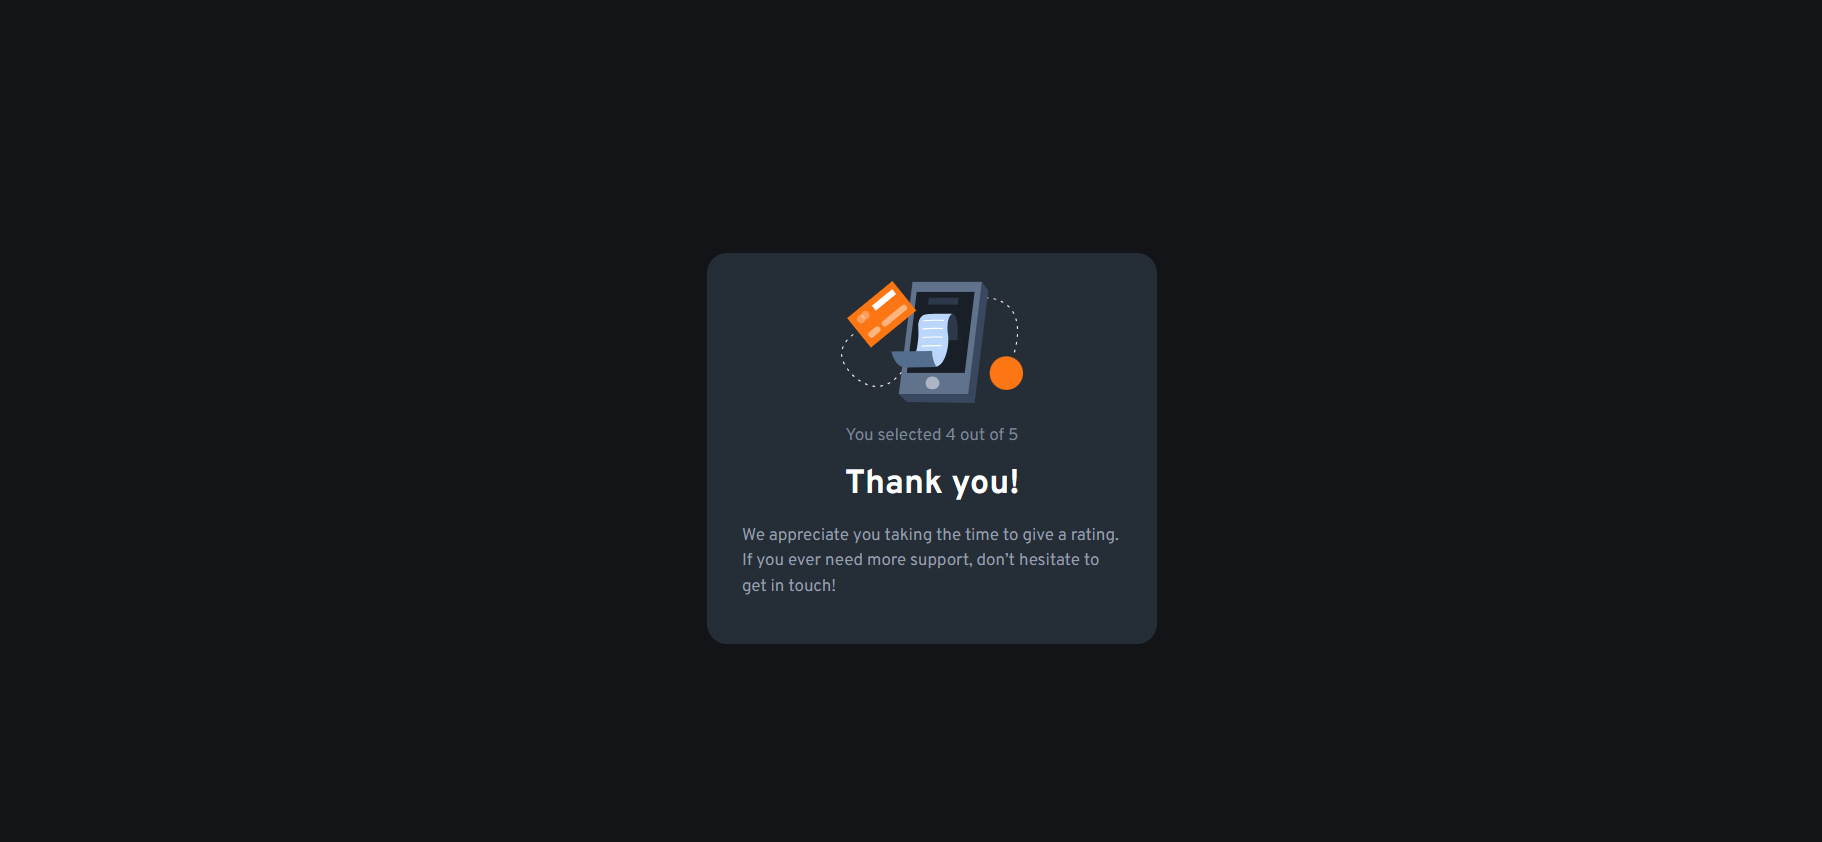 You selected 4 out of 5
Thank you!
We appreciate you taking the time to give a rating.
If you ever need more support, don’t hesitate to
get in touch!